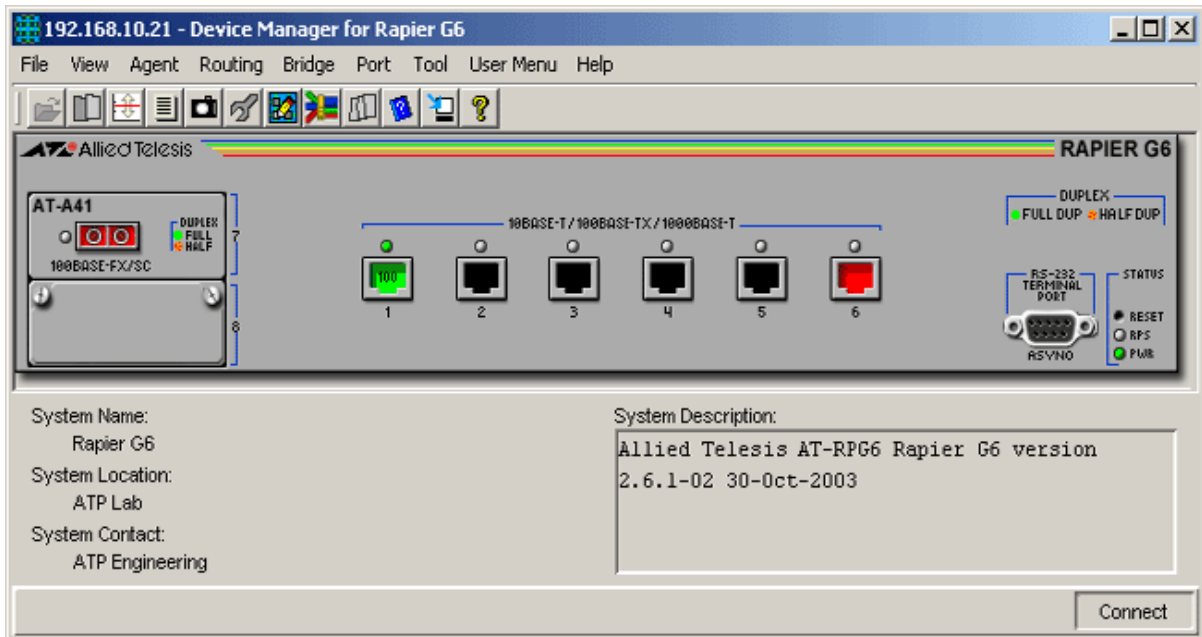 192.168.10.21 - Device Manager for Rapier G6
File View Agent Routing Bridge Port Tool User Menu Help
Allied Telesis
RAPIER G6
AT-A41
DUPLEX
FULL
HALF
100BASE-FX/SC
7
8
10BASE-T/100BASE-TX/1000BASE-T
100
1 2 3 4 5 6
DUPLEX
FULL DUP HALF DUP
RS-232
TERMINAL
PORT
ASYNO
STATUS
RESET
RPS
PWR
System Name:
Rapier G6
System Location:
ATP Lab
System Contact:
ATP Engineering
System Description:
Allied Telesis AT-RPG6 Rapier G6 version
2.6.1-02 30-Oct-2003
Connect